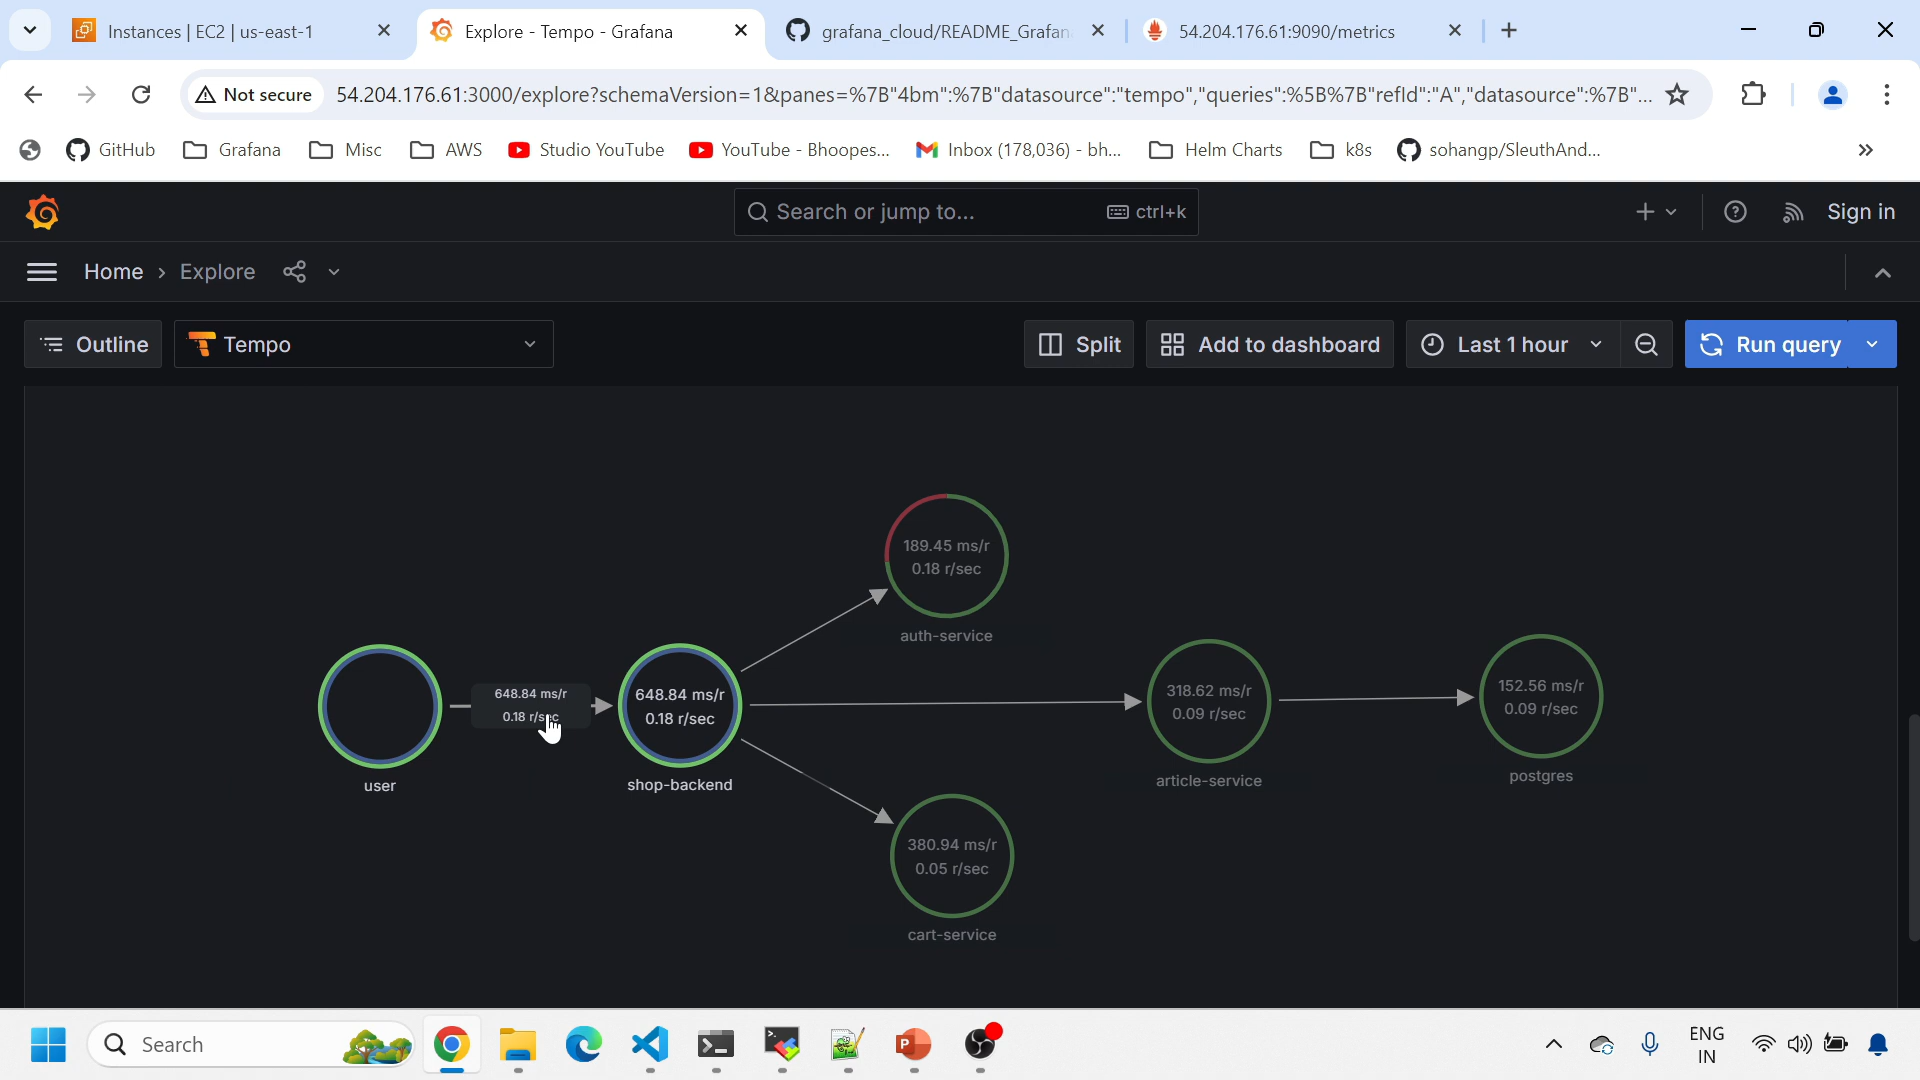 Instances | EC2 | us-east-1
Explore - Tempo - Grafana
grafana_cloud/README_Grafan
54.204.176.61:9090/metrics
Not secure
54.204.176.61:3000/explore?schemaVersion=1&panes=%7B"4bm":%7B"datasource":"tempo","queries":%5B%7B"refId":"A","datasource":%7B"...
GitHub
Grafana
Misc
AWS
Studio YouTube
YouTube - Bhoopes...
Inbox (178,036) - bh...
Helm Charts
k8s
sohangp/SleuthAnd...
Search or jump to...
ctrl+k
Sign in
Home
Explore
Outline
Tempo
Split
Add to dashboard
Last 1 hour
Run query
189.45 ms/r
0.18 r/sec
auth-service
648.84 ms/r
0.18 r/sec
648.84 ms/r
0.18 r/sec
318.62 ms/r
0.09 r/sec
152.56 ms/r
0.09 r/sec
user
shop-backend
article-service
postgres
380.94 ms/r
0.05 r/sec
cart-service
Search
ENG
IN